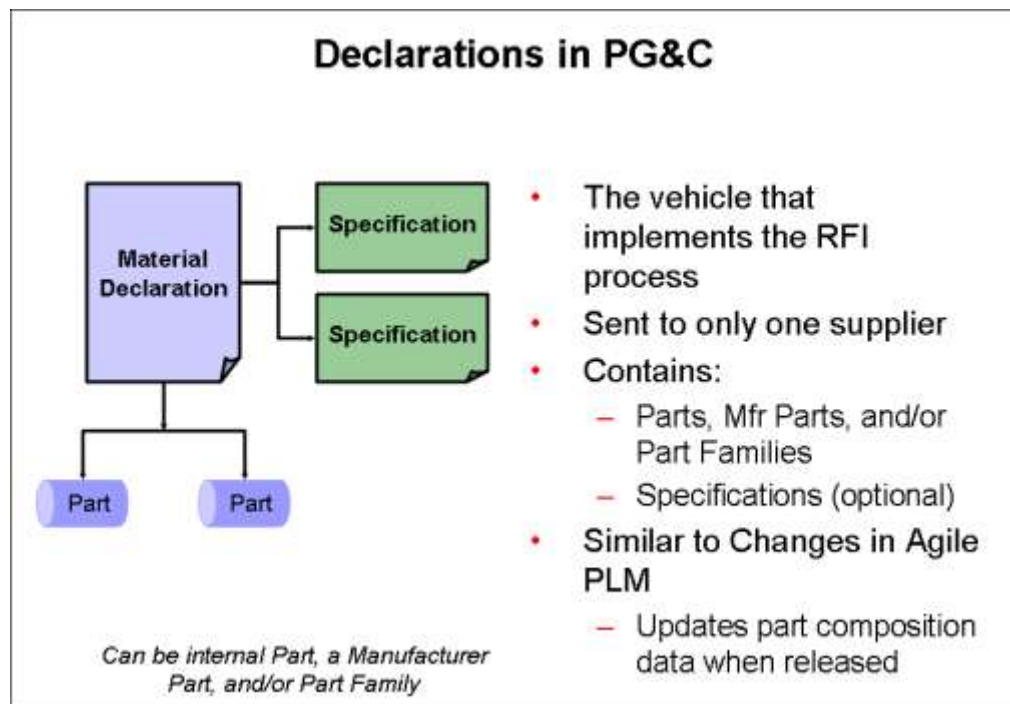 Declarations in PG&C
Material
Declaration
Specification
Specification
Part
Part
Can be internal Part, a Manufacturer
Part, and/or Part Family
• The vehicle that
implements the RFI
process
• Sent to only one supplier
• Contains:
– Parts, Mfr Parts, and/or
Part Families
– Specifications (optional)
• Similar to Changes in Agile
PLM
– Updates part composition
data when released